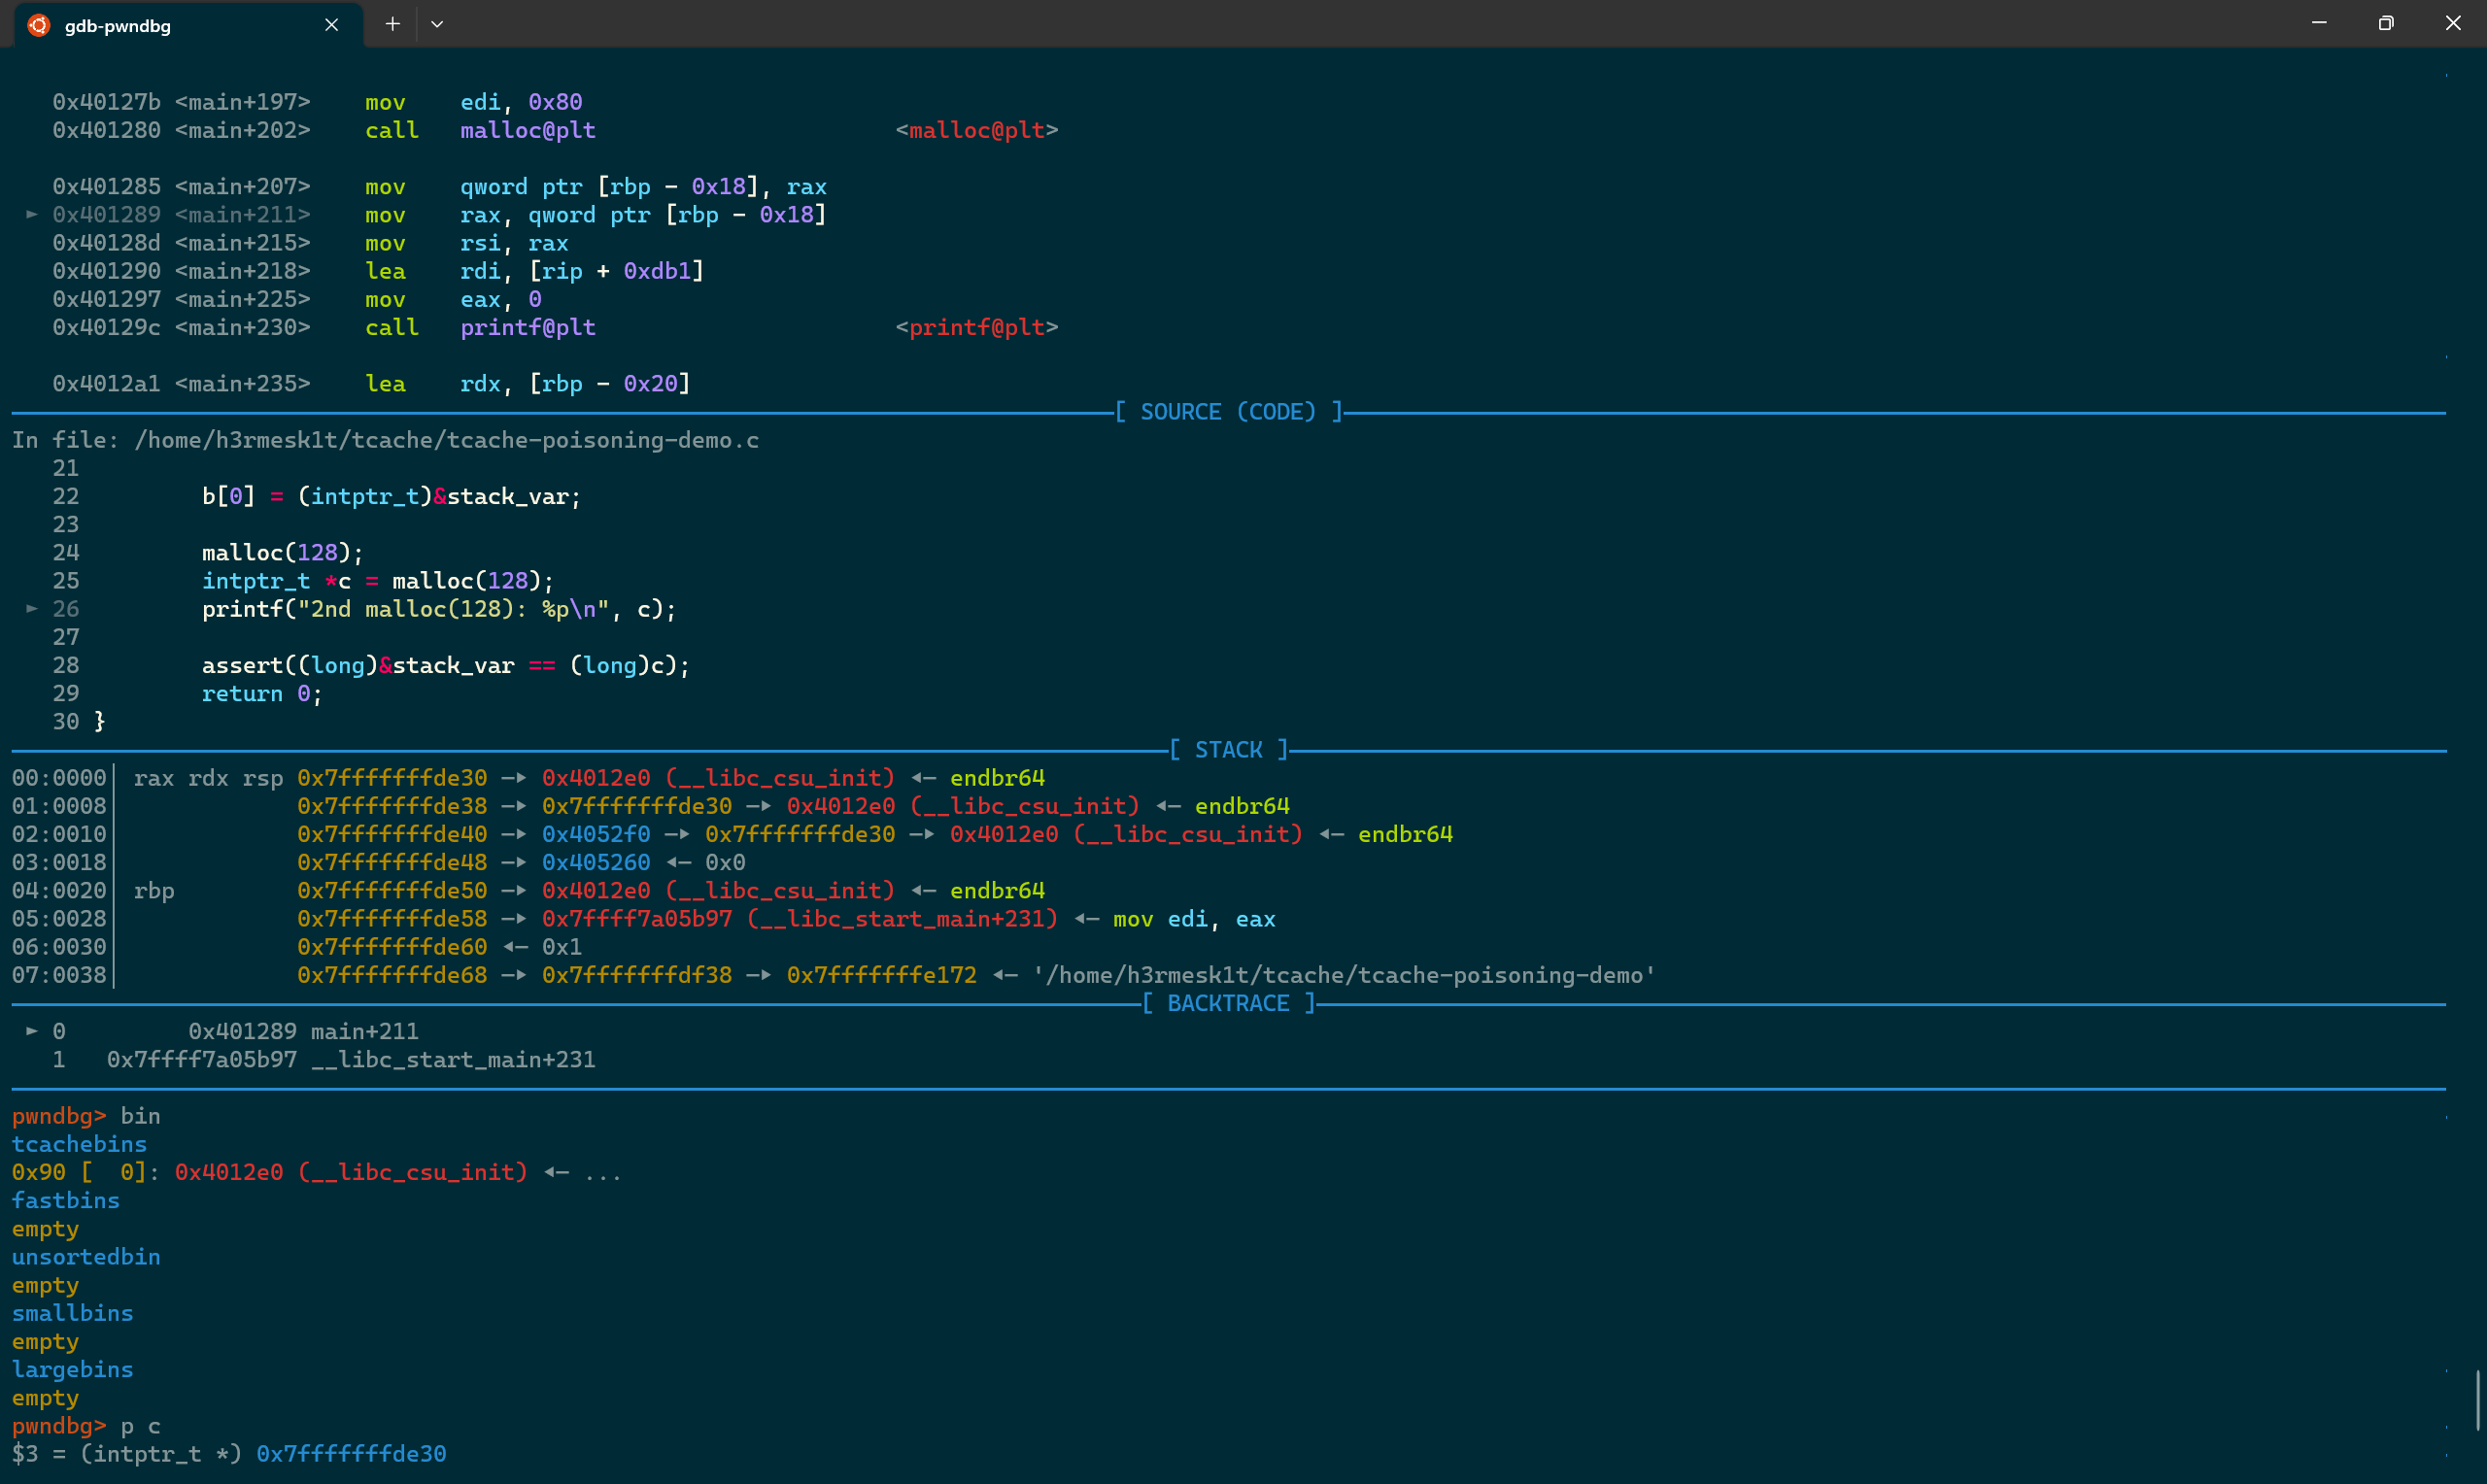 gdb-pwndbg
0x40127b <main+197> mov edi, 0x80
0x401280 <main+202> call malloc@plt <malloc@plt>
0x401285 <main+207> mov qword ptr [rbp - 0x18], rax
► 0x401289 <main+211> mov rax, qword ptr [rbp - 0x18]
0x40128d <main+215> mov rsi, rax
0x401290 <main+218> lea rdi, [rip + 0xdb1]
0x401297 <main+225> mov eax, 0
0x40129c <main+230> call printf@plt <printf@plt>
0x4012a1 <main+235> lea rdx, [rbp - 0x20]
[ SOURCE (CODE) ]
In file: /home/h3rmesk1t/tcache/tcache-poisoning-demo.c
21
22 b[0] = (intptr_t)&stack_var;
23
24 malloc(128);
25 intptr_t *c = malloc(128);
► 26 printf("2nd malloc(128): %p\n", c);
27
28 assert((long)&stack_var == (long)c);
29 return 0;
30 }
[ STACK ]
00:0000│ rax rdx rsp 0x7fffffffde30 —▸ 0x4012e0 (__libc_csu_init) ◂— endbr64
01:0008│ 0x7fffffffde38 —▸ 0x7fffffffde30 —▸ 0x4012e0 (__libc_csu_init) ◂— endbr64
02:0010│ 0x7fffffffde40 —▸ 0x4052f0 —▸ 0x7fffffffde30 —▸ 0x4012e0 (__libc_csu_init) ◂— endbr64
03:0018│ 0x7fffffffde48 —▸ 0x405260 ◂— 0x0
04:0020│ rbp 0x7fffffffde50 —▸ 0x4012e0 (__libc_csu_init) ◂— endbr64
05:0028│ 0x7fffffffde58 —▸ 0x7ffff7a05b97 (__libc_start_main+231) ◂— mov edi, eax
06:0030│ 0x7fffffffde60 ◂— 0x1
07:0038│ 0x7fffffffde68 —▸ 0x7fffffffdf38 —▸ 0x7fffffffe172 ◂— '/home/h3rmesk1t/tcache/tcache-poisoning-demo'
[ BACKTRACE ]
► 0 0x401289 main+211
1 0x7ffff7a05b97 __libc_start_main+231
pwndbg> bin
tcachebins
0x90 [  0]: 0x4012e0 (__libc_csu_init) ◂— ...
fastbins
empty
unsortedbin
empty
smallbins
empty
largebins
empty
pwndbg> p c
$3 = (intptr_t *) 0x7fffffffde30